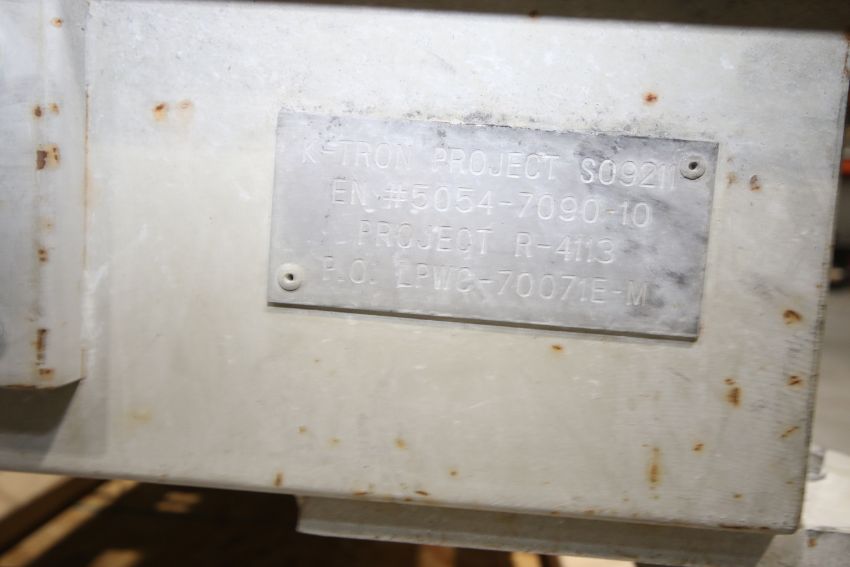 K-TRON PROJECT S09211
EN #5054-7090-10
PROJECT R-4113
P.O. LPWC-70071E-M